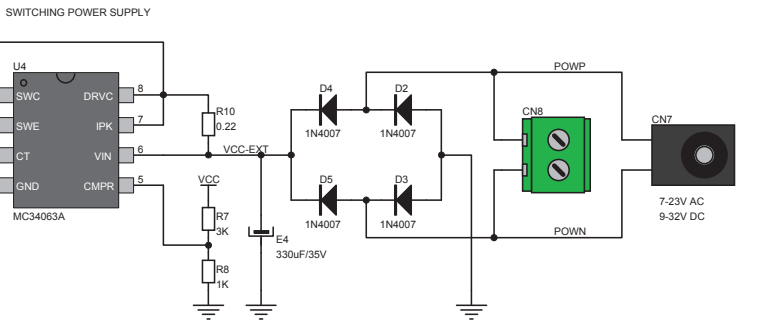 SWITCHING POWER SUPPLY
U4
SWC
DRVC
8
SWE
IPK
7
CT
VIN
6
GND
CMPR
5
MC34063A
R10
0.22
VCC-EXT
VCC
R7
3K
R8
1K
E4
330uF/35V
D4
1N4007
D2
1N4007
D5
1N4007
D3
1N4007
POWP
CN8
CN7
7-23V AC
9-32V DC
POWN